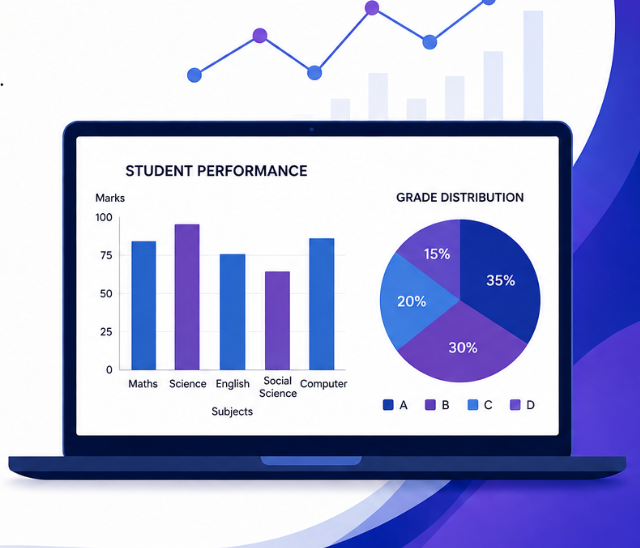 STUDENT PERFORMANCE
Marks
100
75
50
25
0
Maths Science English Social Science Computer
Subjects
GRADE DISTRIBUTION
15%
35%
20%
30%
A B C D